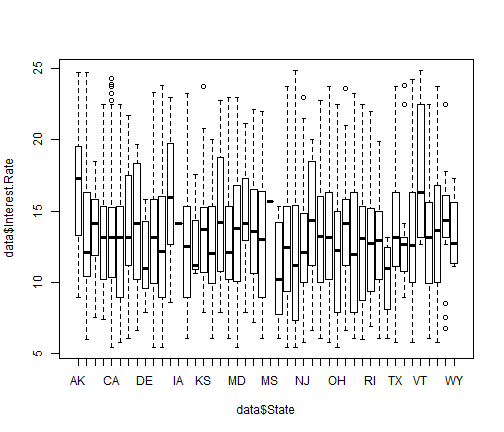 data$Interest.Rate
25
20
15
10
5
AK CA DE IA KS MD MS NJ OH RI TX VT WY
data$State